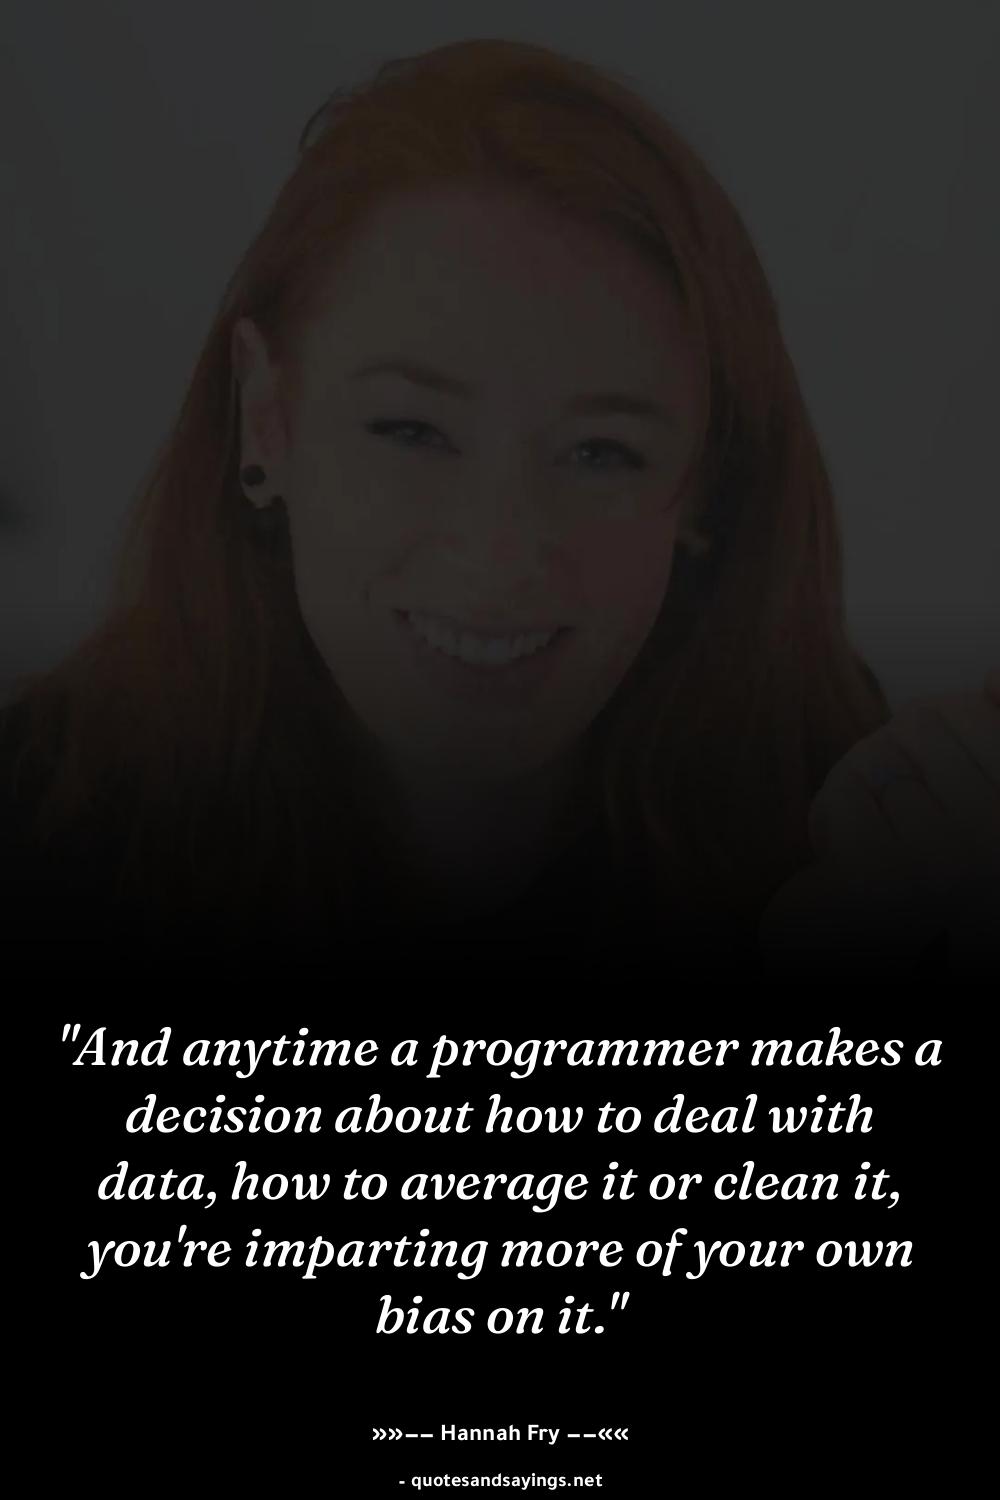 "And anytime a programmer makes a
decision about how to deal with
data, how to average it or clean it,
you're imparting more of your own
bias on it."
»»−− Hannah Fry −−««
- quotesandsayings.net